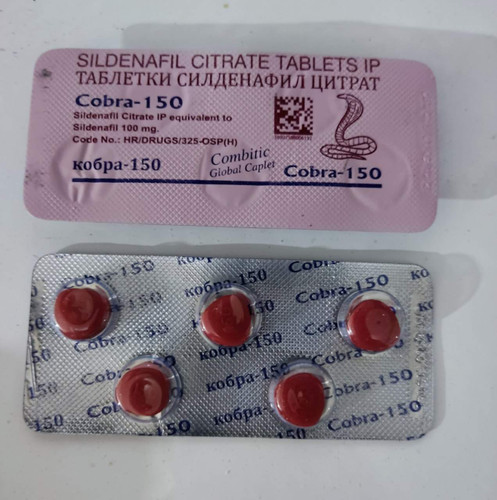 SILDENAFIL CITRATE TABLETS IP
ТАБЛЕТКИ СИЛДЕНАФИЛ ЦИТРАТ
Cobra-150
Sildenafil Citrate IP equivalent to
Sildenafil 100 mg.
Code No.: HR/DRUGS/325-OSP(H)
кобра-150
Combitic
Global Caplet
Cobra-150
Cobra-150
кобра-150
Cobra-150
кобра-150
кобра-150
Cobra-150